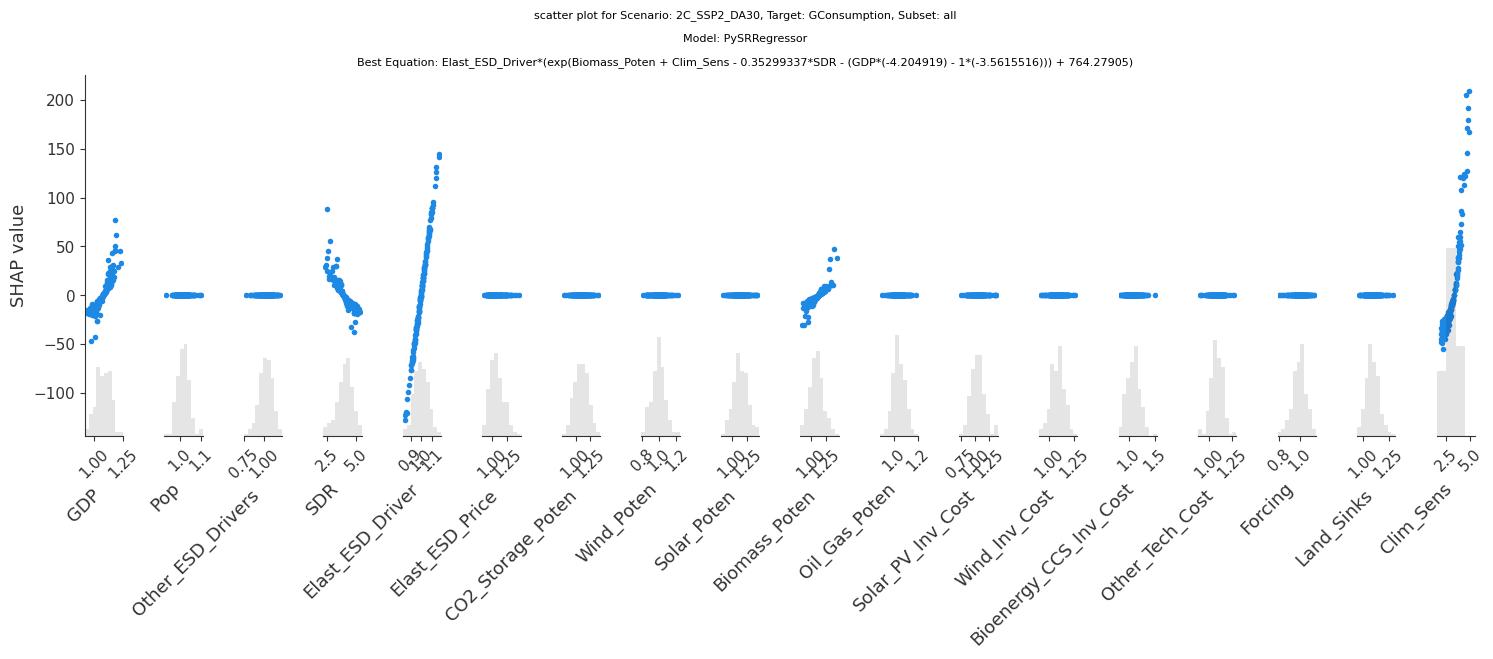 scatter plot for Scenario: 2C_SSP2_DA30, Target: GConsumption, Subset: all
Model: PySRRegressor
Best Equation: Elast_ESD_Driver*(exp(Biomass_Poten + Clim_Sens - 0.35299337*SDR - (GDP*(-4.204919) - 1*(-3.5615516))) + 764.27905)
SHAP value
200
150
100
50
0
−50
−100
1.00 1.25
GDP
1.0 1.1
Pop
0.75 1.00
Other_ESD_Drivers
2.5 5.0
SDR
0.9 1.0 1.1
Elast_ESD_Driver
1.00 1.25
Elast_ESD_Price
1.00 1.25
CO2_Storage_Poten
0.8 1.0 1.2
Wind_Poten
1.00 1.25
Solar_Poten
1.00 1.25
Biomass_Poten
1.0 1.2
Oil_Gas_Poten
0.75 1.00 1.25
Solar_PV_Inv_Cost
1.00 1.25
Wind_Inv_Cost
1.0 1.5
Bioenergy_CCS_Inv_Cost
1.00 1.25
Other_Tech_Cost
0.8 1.0
Forcing
1.00 1.25
Land_Sinks
2.5 5.0
Clim_Sens